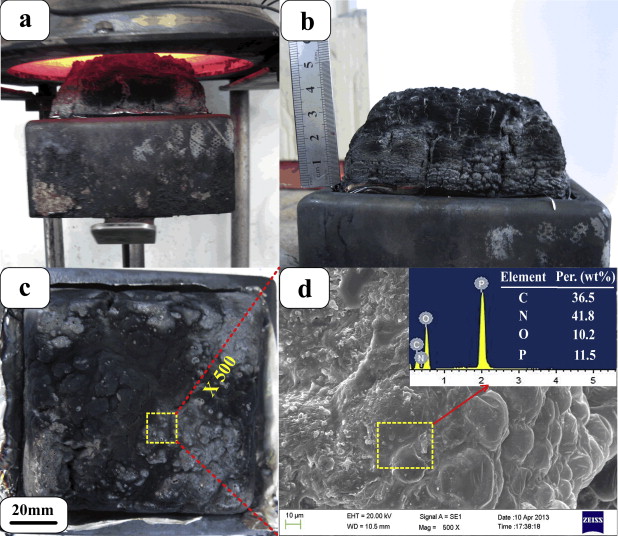 a
b
6
5
4
3
2
1
c
X 500
20mm
d
Element Per. (wt%)
C 36.5
N 41.8
O 10.2
P 11.5
P
O
C
N
1 2 3 4 5
10 μm
EHT = 20.00 kV
WD = 10.5 mm
Signal A = SE1
Mag = 500 X
Date :10 Apr 2013
Time :17:38:18
ZEISS